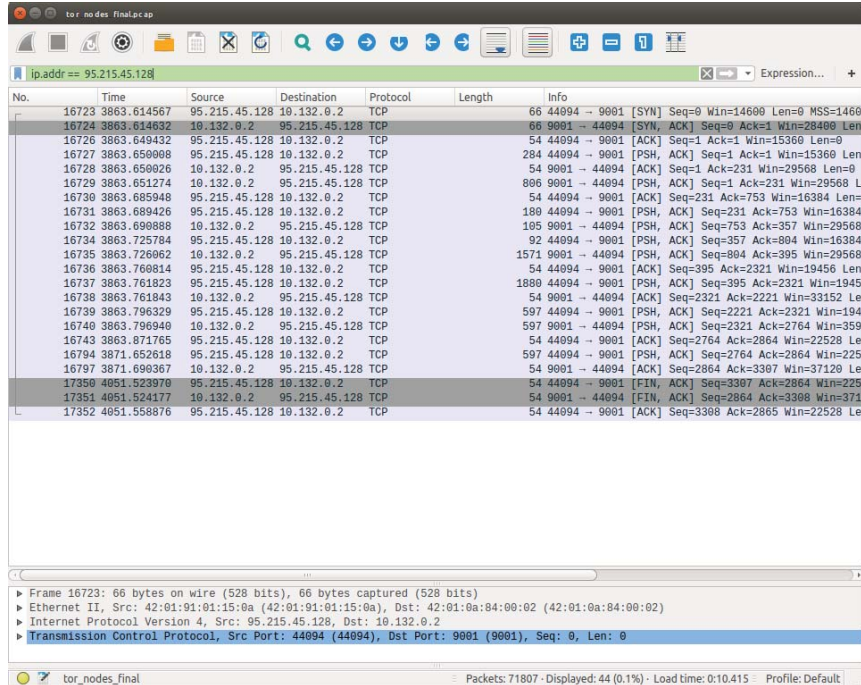 tor_nodes_final.pcap
ip.addr == 95.215.45.128
Expression... +
No. Time Source Destination Protocol Length Info
16723 3863.614567 95.215.45.128 10.132.0.2 TCP 66 44094 → 9001 [SYN] Seq=0 Win=14600 Len=0 MSS=1460
16724 3863.614632 10.132.0.2 95.215.45.128 TCP 66 9001 → 44094 [SYN, ACK] Seq=0 Ack=1 Win=28400 Len
16726 3863.649432 95.215.45.128 10.132.0.2 TCP 54 44094 → 9001 [ACK] Seq=1 Ack=1 Win=15360 Len=0
16727 3863.650008 95.215.45.128 10.132.0.2 TCP 284 44094 → 9001 [PSH, ACK] Seq=1 Ack=1 Win=15360 Len
16728 3863.650026 10.132.0.2 95.215.45.128 TCP 54 9001 → 44094 [ACK] Seq=1 Ack=231 Win=29568 Len=0
16729 3863.651274 10.132.0.2 95.215.45.128 TCP 806 9001 → 44094 [PSH, ACK] Seq=1 Ack=231 Win=29568 L
16730 3863.685948 95.215.45.128 10.132.0.2 TCP 54 44094 → 9001 [ACK] Seq=231 Ack=753 Win=16384 Len=
16731 3863.689426 95.215.45.128 10.132.0.2 TCP 180 44094 → 9001 [PSH, ACK] Seq=231 Ack=753 Win=16384
16732 3863.690888 10.132.0.2 95.215.45.128 TCP 105 9001 → 44094 [PSH, ACK] Seq=753 Ack=357 Win=29568
16734 3863.725784 95.215.45.128 10.132.0.2 TCP 92 44094 → 9001 [PSH, ACK] Seq=357 Ack=804 Win=16384
16735 3863.726062 10.132.0.2 95.215.45.128 TCP 1571 9001 → 44094 [PSH, ACK] Seq=804 Ack=395 Win=29568
16736 3863.760814 95.215.45.128 10.132.0.2 TCP 54 44094 → 9001 [ACK] Seq=395 Ack=2321 Win=19456 Len
16737 3863.761823 95.215.45.128 10.132.0.2 TCP 1880 44094 → 9001 [PSH, ACK] Seq=395 Ack=2321 Win=1945
16738 3863.761843 10.132.0.2 95.215.45.128 TCP 54 9001 → 44094 [ACK] Seq=2321 Ack=2221 Win=33152 Le
16739 3863.796329 95.215.45.128 10.132.0.2 TCP 597 44094 → 9001 [PSH, ACK] Seq=2221 Ack=2321 Win=194
16740 3863.796940 10.132.0.2 95.215.45.128 TCP 597 9001 → 44094 [PSH, ACK] Seq=2321 Ack=2764 Win=359
16743 3863.871765 95.215.45.128 10.132.0.2 TCP 54 44094 → 9001 [ACK] Seq=2764 Ack=2864 Win=22528 Le
16794 3871.652618 95.215.45.128 10.132.0.2 TCP 597 44094 → 9001 [PSH, ACK] Seq=2764 Ack=2864 Win=225
16797 3871.690367 10.132.0.2 95.215.45.128 TCP 54 9001 → 44094 [ACK] Seq=2864 Ack=3307 Win=37120 Le
17350 4051.523970 95.215.45.128 10.132.0.2 TCP 54 44094 → 9001 [FIN, ACK] Seq=3307 Ack=2864 Win=225
17351 4051.524177 10.132.0.2 95.215.45.128 TCP 54 9001 → 44094 [FIN, ACK] Seq=2864 Ack=3308 Win=371
17352 4051.558876 95.215.45.128 10.132.0.2 TCP 54 44094 → 9001 [ACK] Seq=3308 Ack=2865 Win=22528 Le
Frame 16723: 66 bytes on wire (528 bits), 66 bytes captured (528 bits)
Ethernet II, Src: 42:01:91:01:15:0a (42:01:91:01:15:0a), Dst: 42:01:0a:84:00:02 (42:01:0a:84:00:02)
Internet Protocol Version 4, Src: 95.215.45.128, Dst: 10.132.0.2
Transmission Control Protocol, Src Port: 44094 (44094), Dst Port: 9001 (9001), Seq: 0, Len: 0
tor_nodes_final Packets: 71807 · Displayed: 44 (0.1%) · Load time: 0:10.415 Profile: Default